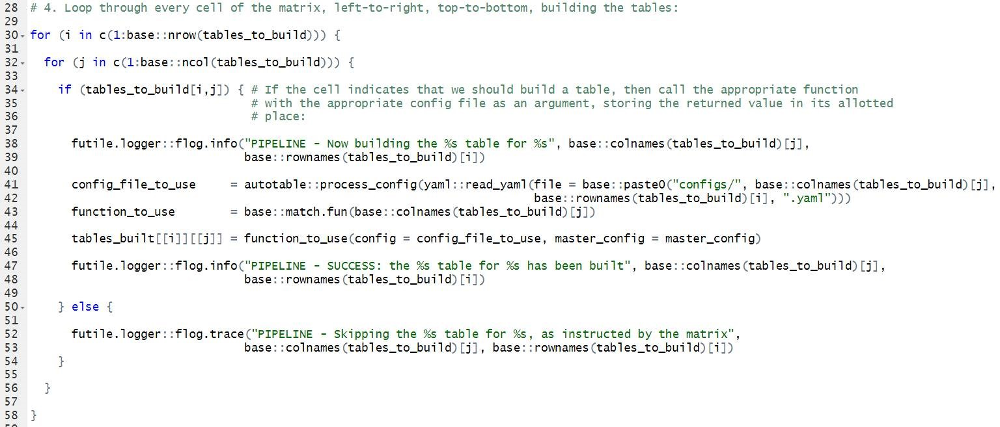 28 # 4. Loop through every cell of the matrix, left-to-right, top-to-bottom, building the tables:
29
30 for (i in c(1:base::nrow(tables_to_build))) {
31
32   for (j in c(1:base::ncol(tables_to_build))) {
33
34     if (tables_to_build[i,j]) { # If the cell indicates that we should build a table, then call the appropriate function
35                                 # with the appropriate config file as an argument, storing the returned value in its allotted
36                                 # place:
37
38       futile.logger::flog.info("PIPELINE - Now building the %s table for %s", base::colnames(tables_to_build)[j],
39                                base::rownames(tables_to_build)[i])
40
41       config_file_to_use     = autotable::process_config(yaml::read_yaml(file = base::paste0("configs/", base::colnames(tables_to_build)[j],
42                                                                          base::rownames(tables_to_build)[i], ".yaml")))
43       function_to_use        = base::match.fun(base::colnames(tables_to_build)[j])
44
45       tables_built[[i]][[j]] = function_to_use(config = config_file_to_use, master_config = master_config)
46
47       futile.logger::flog.info("PIPELINE - SUCCESS: the %s table for %s has been built", base::colnames(tables_to_build)[j],
48                                base::rownames(tables_to_build)[i])
49
50     } else {
51
52       futile.logger::flog.trace("PIPELINE - Skipping the %s table for %s, as instructed by the matrix",
53                                base::colnames(tables_to_build)[j], base::rownames(tables_to_build)[i])
54     }
55
56   }
57
58 }